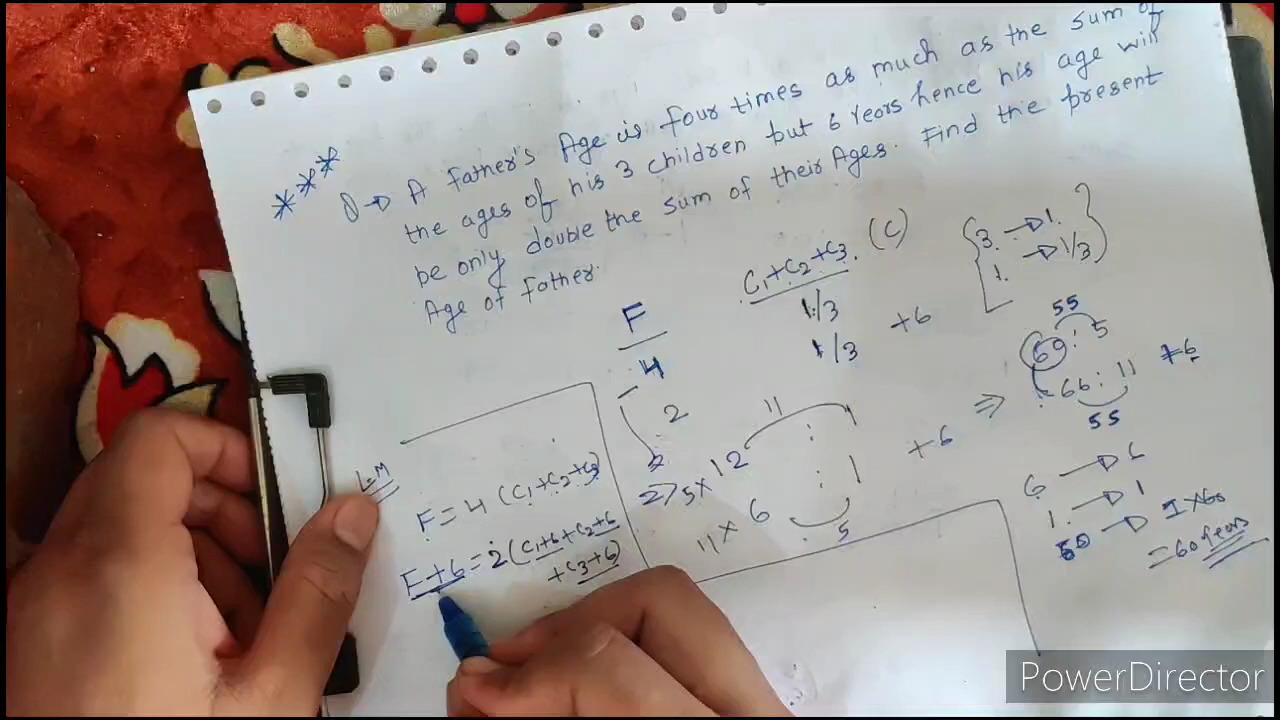 *** Q→ A Father's Age is four times as much as the sum of
the ages of his 3 children but 6 Years hence his age will
be only double the sum of their Ages. Find the present
Age of Father.
F
4
2
C1+C2+C3 (C)
1/3
1/3 +6
{3 → 1.
1. → 1/3}
L-M
F = 4 (C1+C2+C3)
F+6 = 2 (C1+6+C2+6
+C3+6)
11
12 : 1
11 × 6 : 1 +6
5
⇒
55
60 : 5
66 : 11 +6
55
6 → 6
1. → 1
60 → 1×60
= 60 Years
PowerDirector